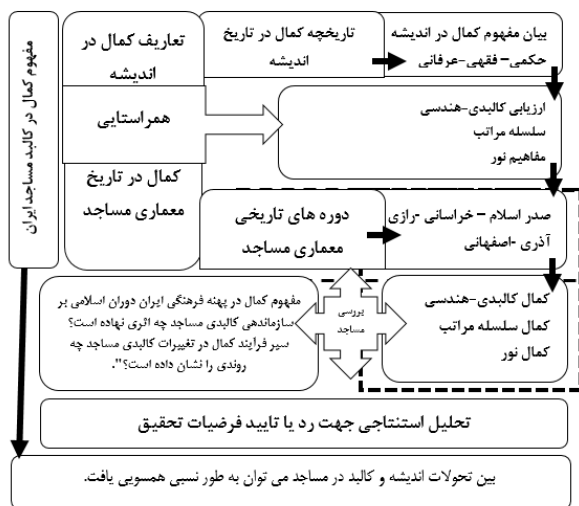 مفهوم کمال در کالبد مساجد ایران
تعاریف کمال در
اندیشه
تاریخچه کمال در تاریخ
اندیشه
بیان مفهوم کمال در اندیشه
حکمی– فقهی-عرفانی
همراستایی
ارزیابی کالبدی-هندسی
سلسله مراتب
مفاهیم نور
کمال در تاریخ
معماری مساجد
دوره های تاریخی
معماری مساجد
صدر اسلام – خراسانی -رازی
آذری -اصفهانی
مفهوم کمال در پهنه فرهنگی ایران دوران اسلامی بر
سازماندهی کالبدی مساجد چه اثری نهاده است؟
سیر فرآیند کمال در تغییرات کالبدی مساجد چه
روندی را نشان داده است؟".
بررسی
مساجد
کمال کالبدی-هندسی
کمال سلسله مراتب
کمال نور
تحلیل استنتاجی جهت رد یا تایید فرضیات تحقیق
بین تحولات اندیشه و کالبد در مساجد می توان به طور نسبی همسویی یافت.